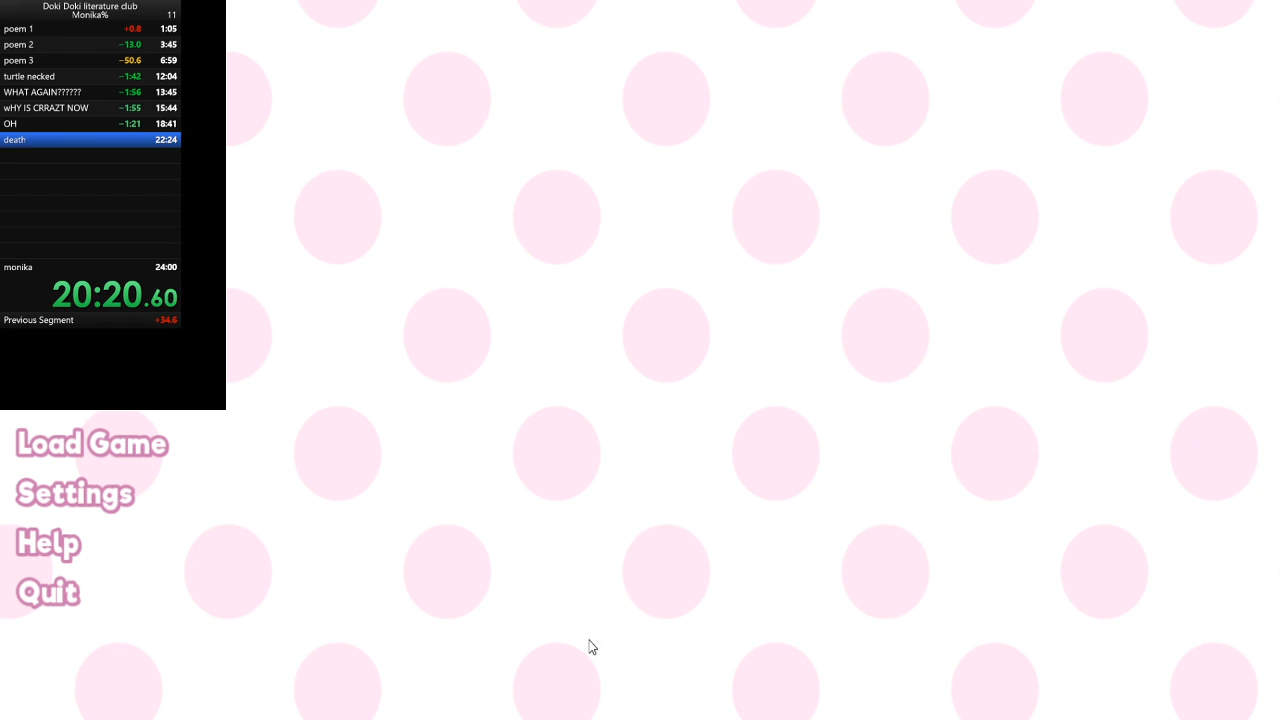 Doki Doki literature club
Monika% 11
poem 1 +0.8 1:05
poem 2 −13.0 3:45
poem 3 −50.6 6:59
turtle necked −1:42 12:04
WHAT AGAIN?????? −1:56 13:45
wHY IS CRRAZT NOW −1:55 15:44
OH −1:21 18:41
death 22:24
monika 24:00
20:20.60
Previous Segment +34.6
Load Game
Settings
Help
Quit